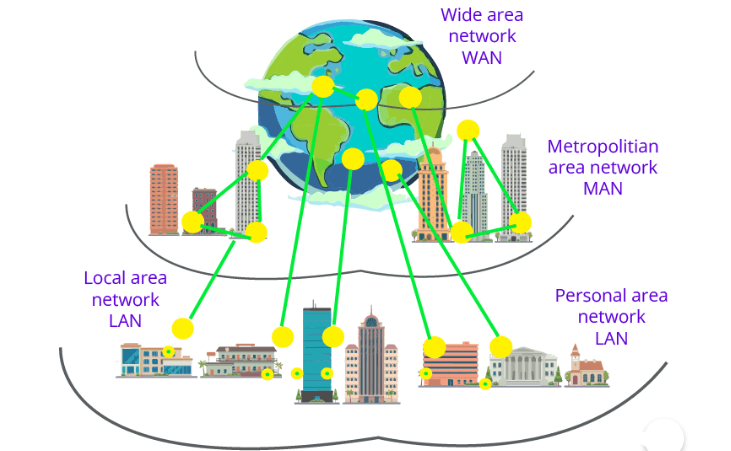 Wide area
network
WAN
Metropolitian
area network
MAN
Local area
network
LAN
Personal area
network
LAN